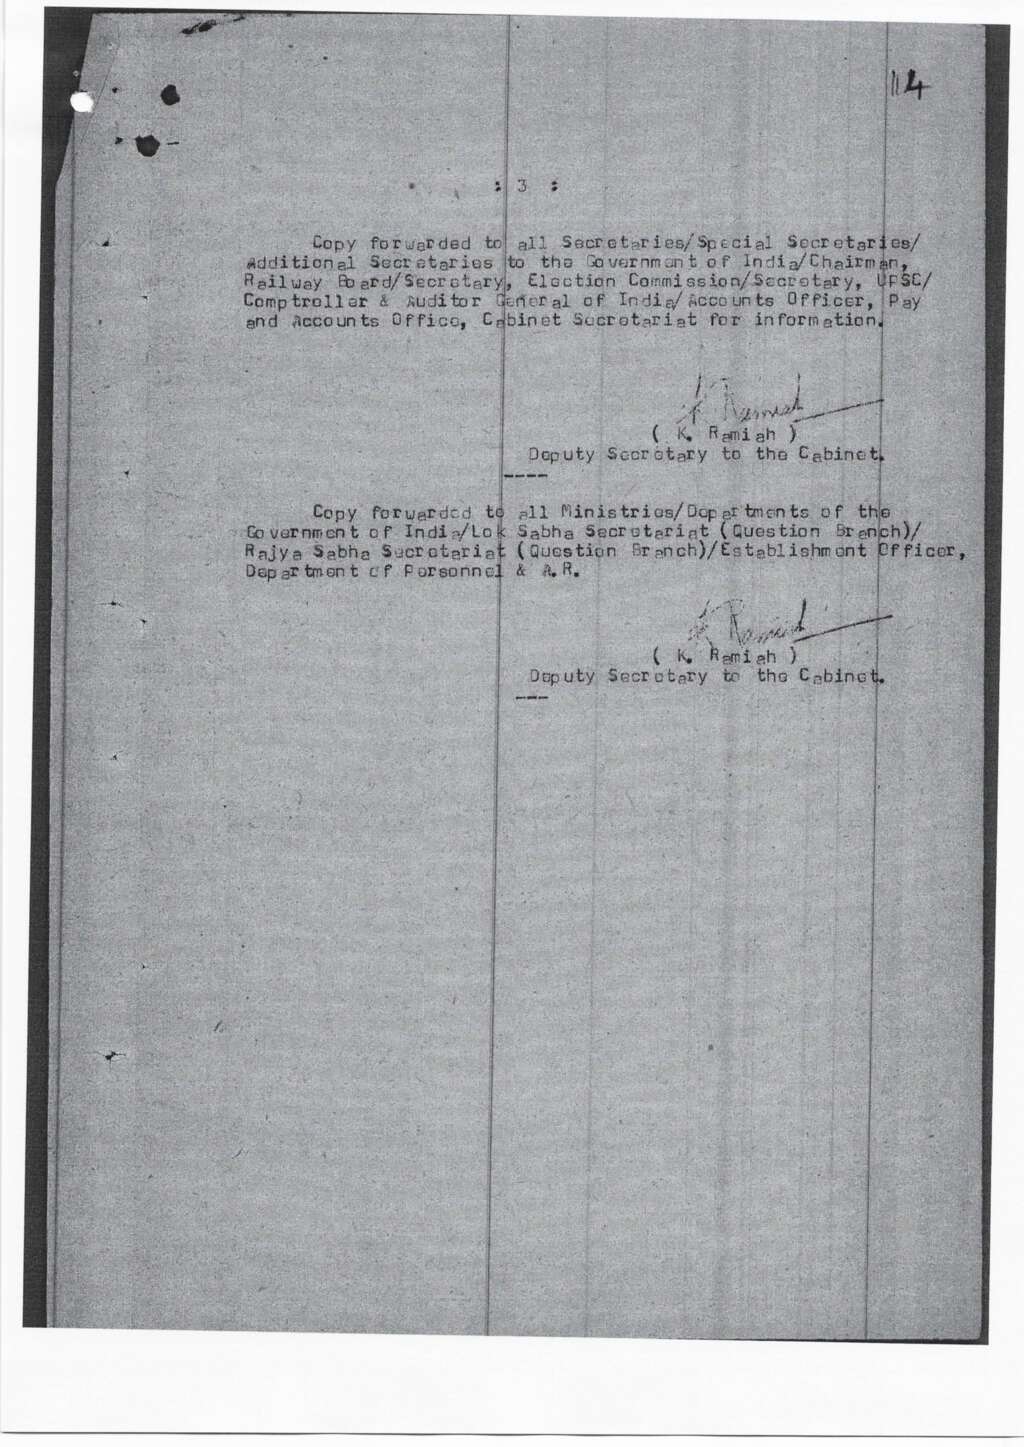 114
: 3 :
Copy forwarded to all Secretaries/Special Secretaries/
Additional Secretaries to the Government of India/Chairman,
Railway Board/Secretary, Election Commission/Secretary, UPSC/
Comptroller & Auditor General of India/Accounts Officer, Pay
and Accounts Office, Cabinet Secretariat for information.
K Ramiah
( K. Ramiah )
Deputy Secretary to the Cabinet.
----
Copy forwarded to all Ministries/Departments of the
Government of India/Lok Sabha Secretariat (Question Branch)/
Rajya Sabha Secretariat (Question Branch)/Establishment Officer,
Department of Personnel & A.R.
K Ramiah
( K. Ramiah )
Deputy Secretary to the Cabinet.
---